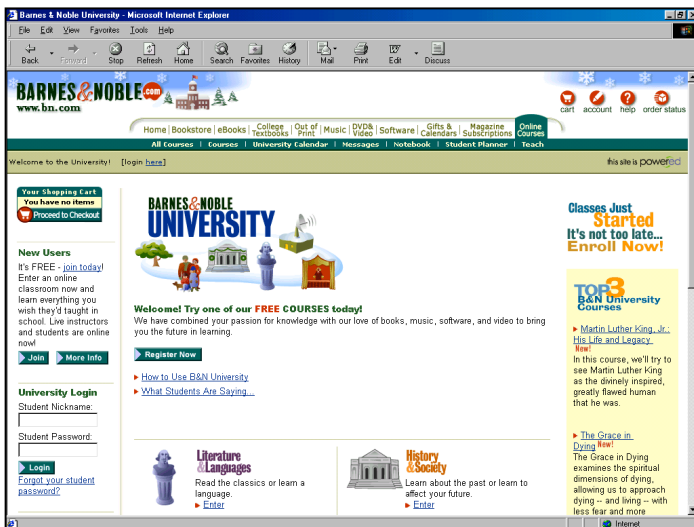 Barnes & Noble University - Microsoft Internet Explorer
File Edit View Favorites Tools Help
Back Forward Stop Refresh Home Search Favorites History Mail Print Edit Discuss
BARNES&NOBLE.com
www.bn.com
cart account help order status
Home | Bookstore | eBooks | College Textbooks | Out of Print | Music | DVD& Video | Software | Gifts & Calendars | Magazine Subscriptions Online Courses
All Courses | Courses | University Calendar | Messages | Notebook | Student Planner | Teach
Welcome to the University! [login here]
this site is powered
Your Shopping Cart
You have no items
Proceed to Checkout
New Users
It's FREE - join today!
Enter an online
classroom now and
learn everything you
wish they'd taught in
school. Live instructors
and students are online
now!
Join More Info
University Login
Student Nickname:
Student Password:
Login
Forgot your student
password?
BARNES&NOBLE
UNIVERSITY
Welcome! Try one of our FREE COURSES today!
We have combined your passion for knowledge with our love of books, music, software, and video to bring
you the future in learning.
Register Now
How to Use B&N University
What Students Are Saying...
Literature
&Languages
Read the classics or learn a
language.
Enter
History
&Society
Learn about the past or learn to
affect your future.
Enter
Classes Just
Started
It's not too late...
Enroll Now!
TOP3
B&N University
Courses
Martin Luther King, Jr.:
His Life and Legacy
New!
In this course, we'll try to
see Martin Luther King
as the divinely inspired,
greatly flawed human
that he was.
The Grace in
Dying New!
The Grace in Dying
examines the spiritual
dimensions of dying,
allowing us to approach
dying -- and living -- with
less fear and more
Internet